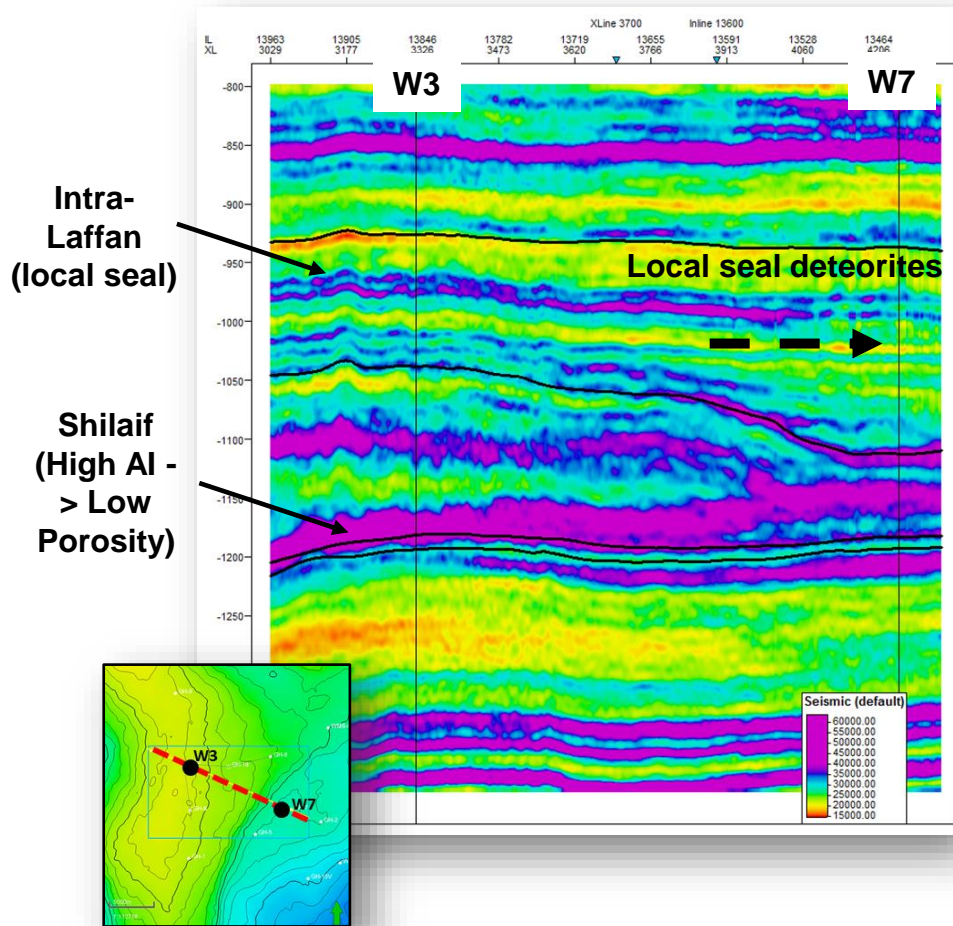 XLine 3700 Inline 13600
IL 13963 13905 13846 13782 13719 13655 13591 13528 13464
XL 3029 3177 3326 3473 3620 3766 3913 4060 4206
W3
W7
-800
-850
-900
-950
-1000
-1050
-1100
-1150
-1200
-1250
Intra-
Laffan
(local seal)
Local seal deteorites
Shilaif
(High AI -
> Low
Porosity)
Seismic (default)
60000.00
55000.00
50000.00
45000.00
40000.00
35000.00
30000.00
25000.00
20000.00
15000.00
W3
W7